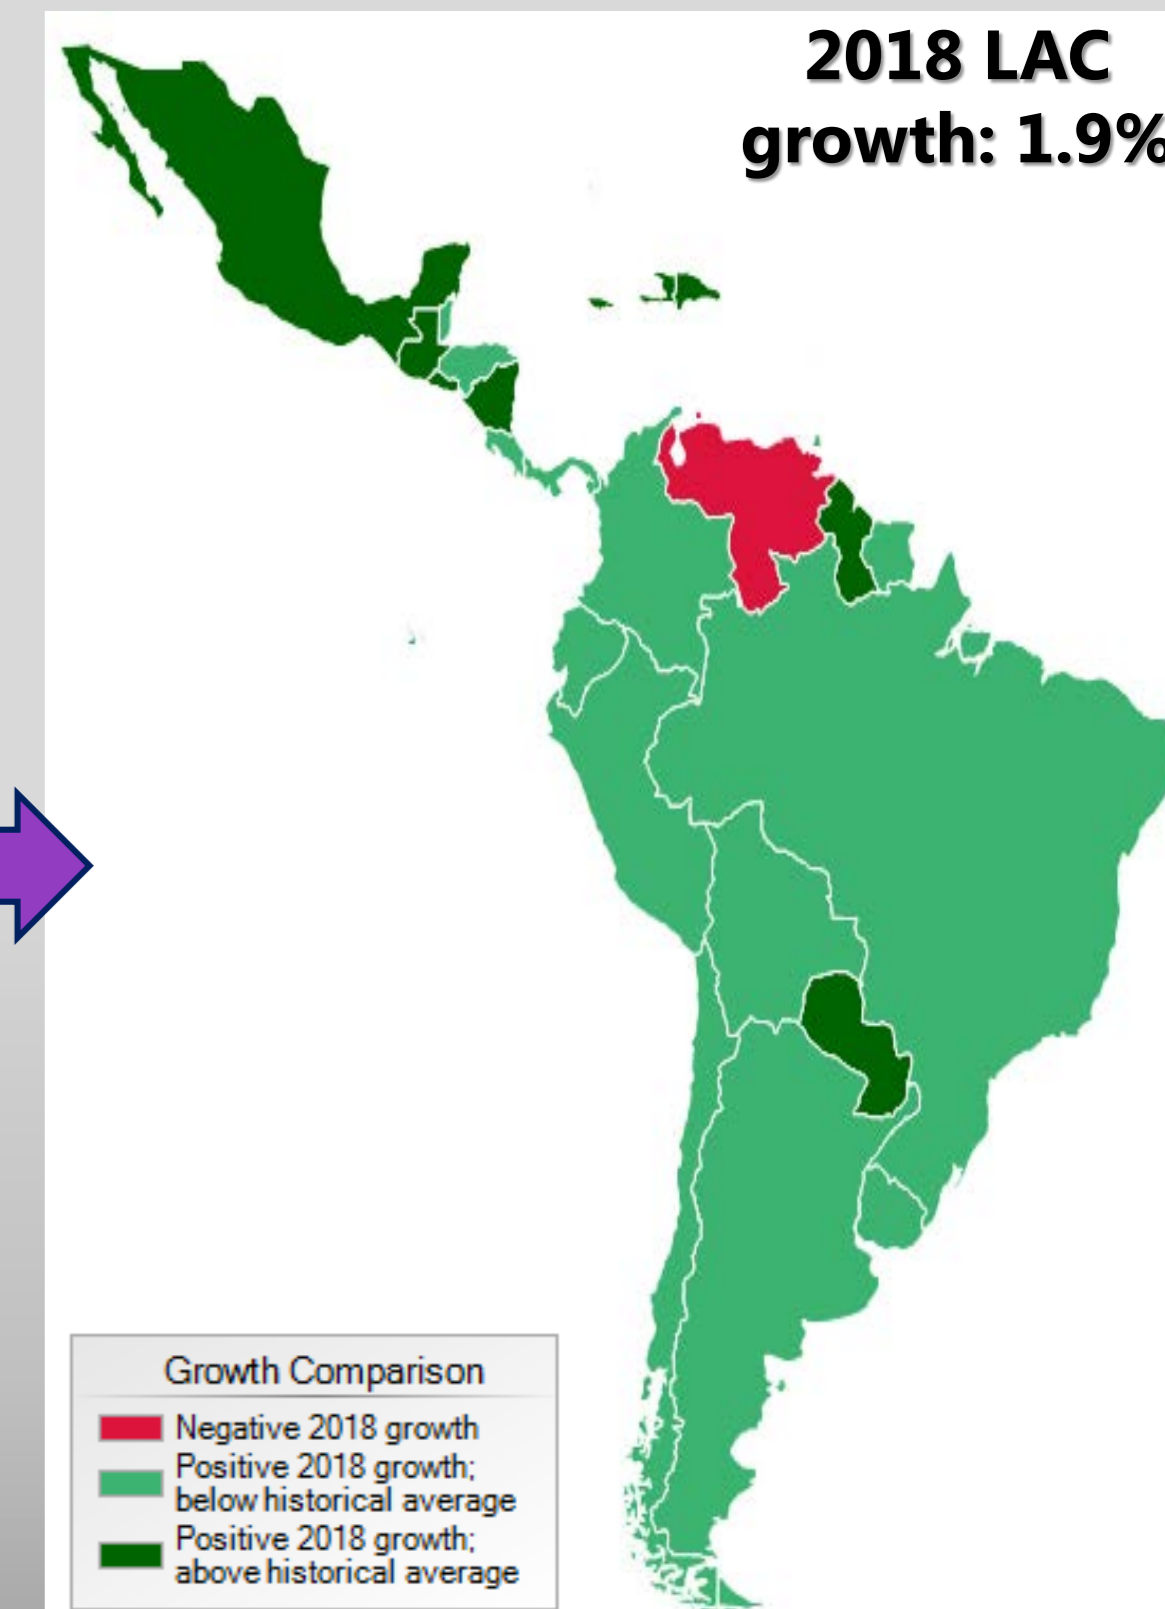 2018 LAC
growth: 1.9%
Growth Comparison
Negative 2018 growth
Positive 2018 growth;
below historical average
Positive 2018 growth;
above historical average